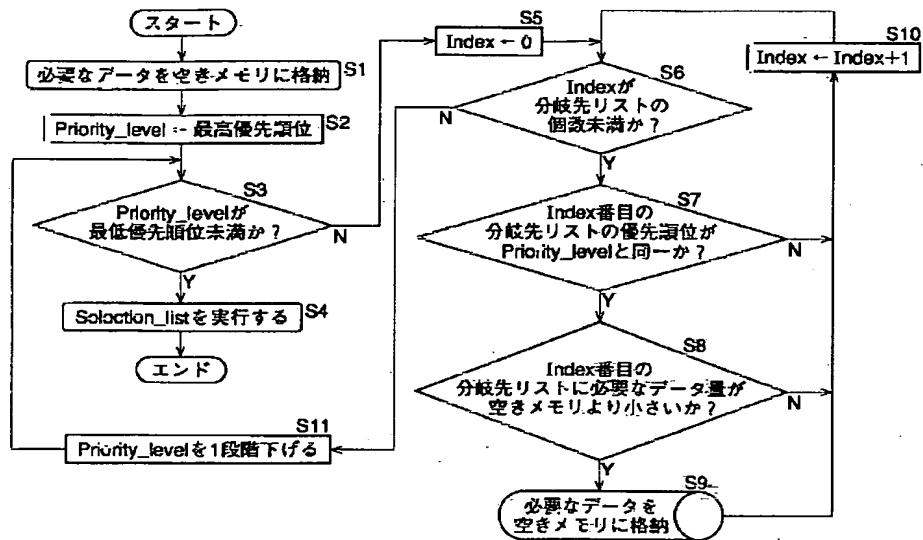 スタート
必要なデータを空きメモリに格納
S1
Priority_level ← 最高優先順位
S2
S3
Priority_levelが
最低優先順位未満か?
N
Y
Selection_listを実行する
S4
エンド
S11
Priority_levelを1段階下げる
S5
Index ← 0
S6
Indexが
分岐先リストの
個数未満か?
N
Y
S7
Index番目の
分岐先リストの優先順位が
Priority_levelと同一か?
N
Y
S8
Index番目の
分岐先リストに必要なデータ量が
空きメモリより小さいか?
N
Y
S9
必要なデータを
空きメモリに格納
S10
Index ← Index+1